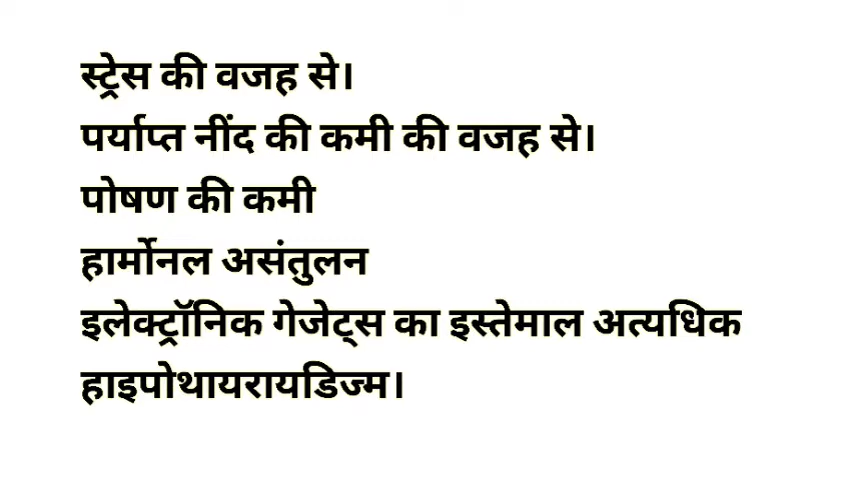 स्ट्रेस की वजह से।
पर्याप्त नींद की कमी की वजह से।
पोषण की कमी
हार्मोनल असंतुलन
इलेक्ट्रॉनिक गेजेट्स का इस्तेमाल अत्यधिक
हाइपोथायरायडिज्म।